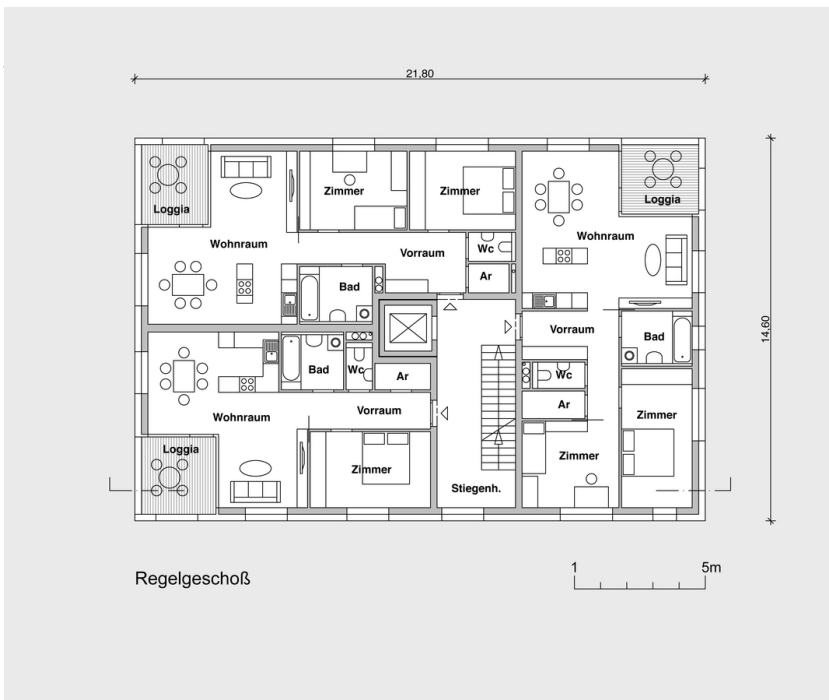 21,80
Loggia
Zimmer
Zimmer
Loggia
Wohnraum
Vorraum
Wc
Wohnraum
Ar
Bad
14,60
Vorraum
Bad
Bad
Wc
Ar
Wc
Wohnraum
Vorraum
Ar
Zimmer
Loggia
Zimmer
Zimmer
Stiegenh.
Regelgeschoß
1
5m